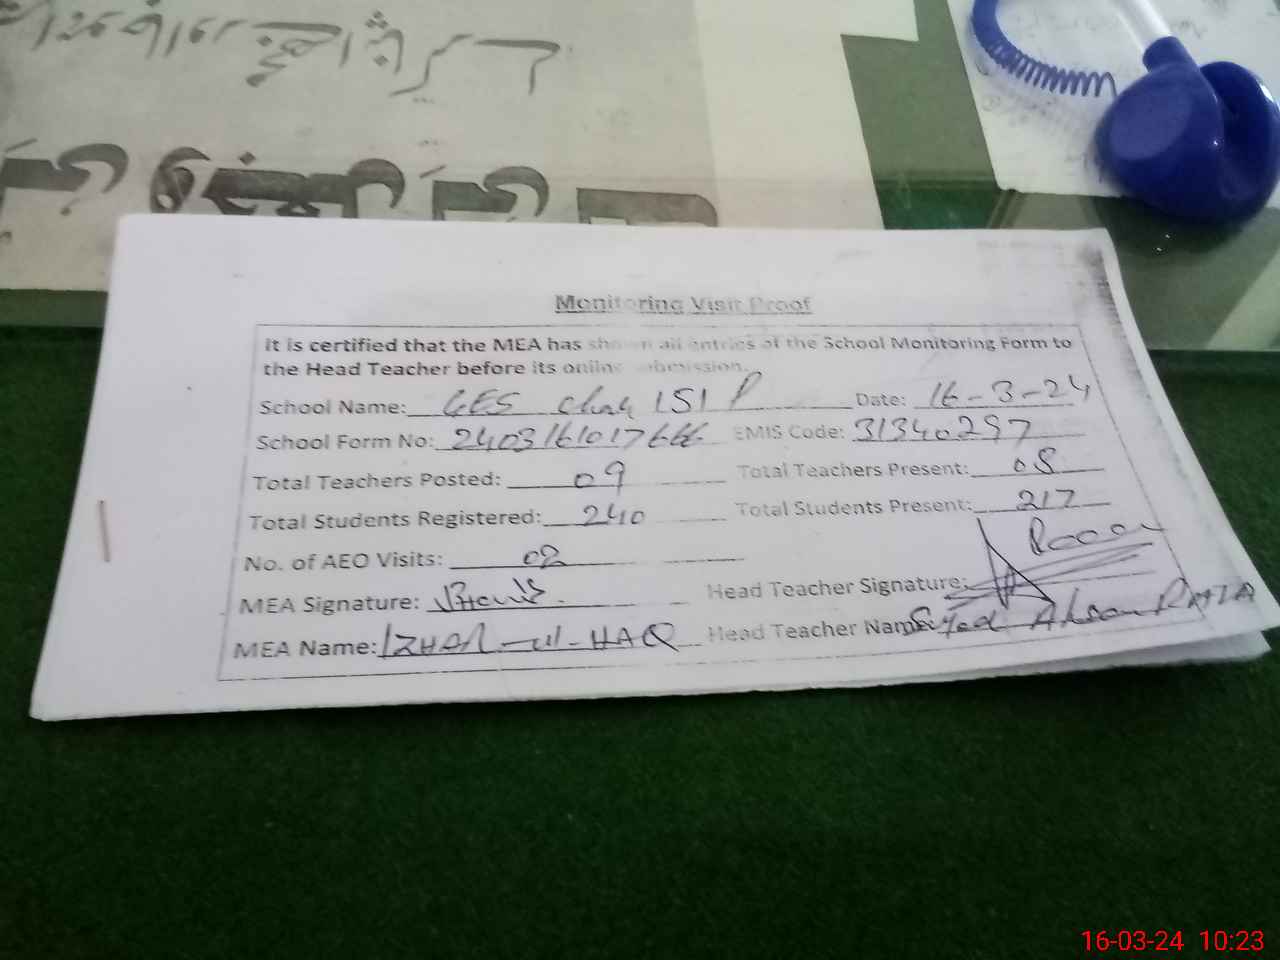 Monitoring Visit Proof
It is certified that the MEA has shown all entries of the School Monitoring Form to
the Head Teacher before its online submission.
School Name: GES Chak 151 P Date: 16-3-24
School Form No: 2403161017666 EMIS Code: 31340297
Total Teachers Posted: 09 Total Teachers Present: 08
Total Students Registered: 240 Total Students Present: 217
No. of AEO Visits: 02
MEA Signature: Head Teacher Signature:
MEA Name: IZHAR-ul-HAQ Head Teacher Name: Syed Ahsan RAZA
16-03-24 10:23